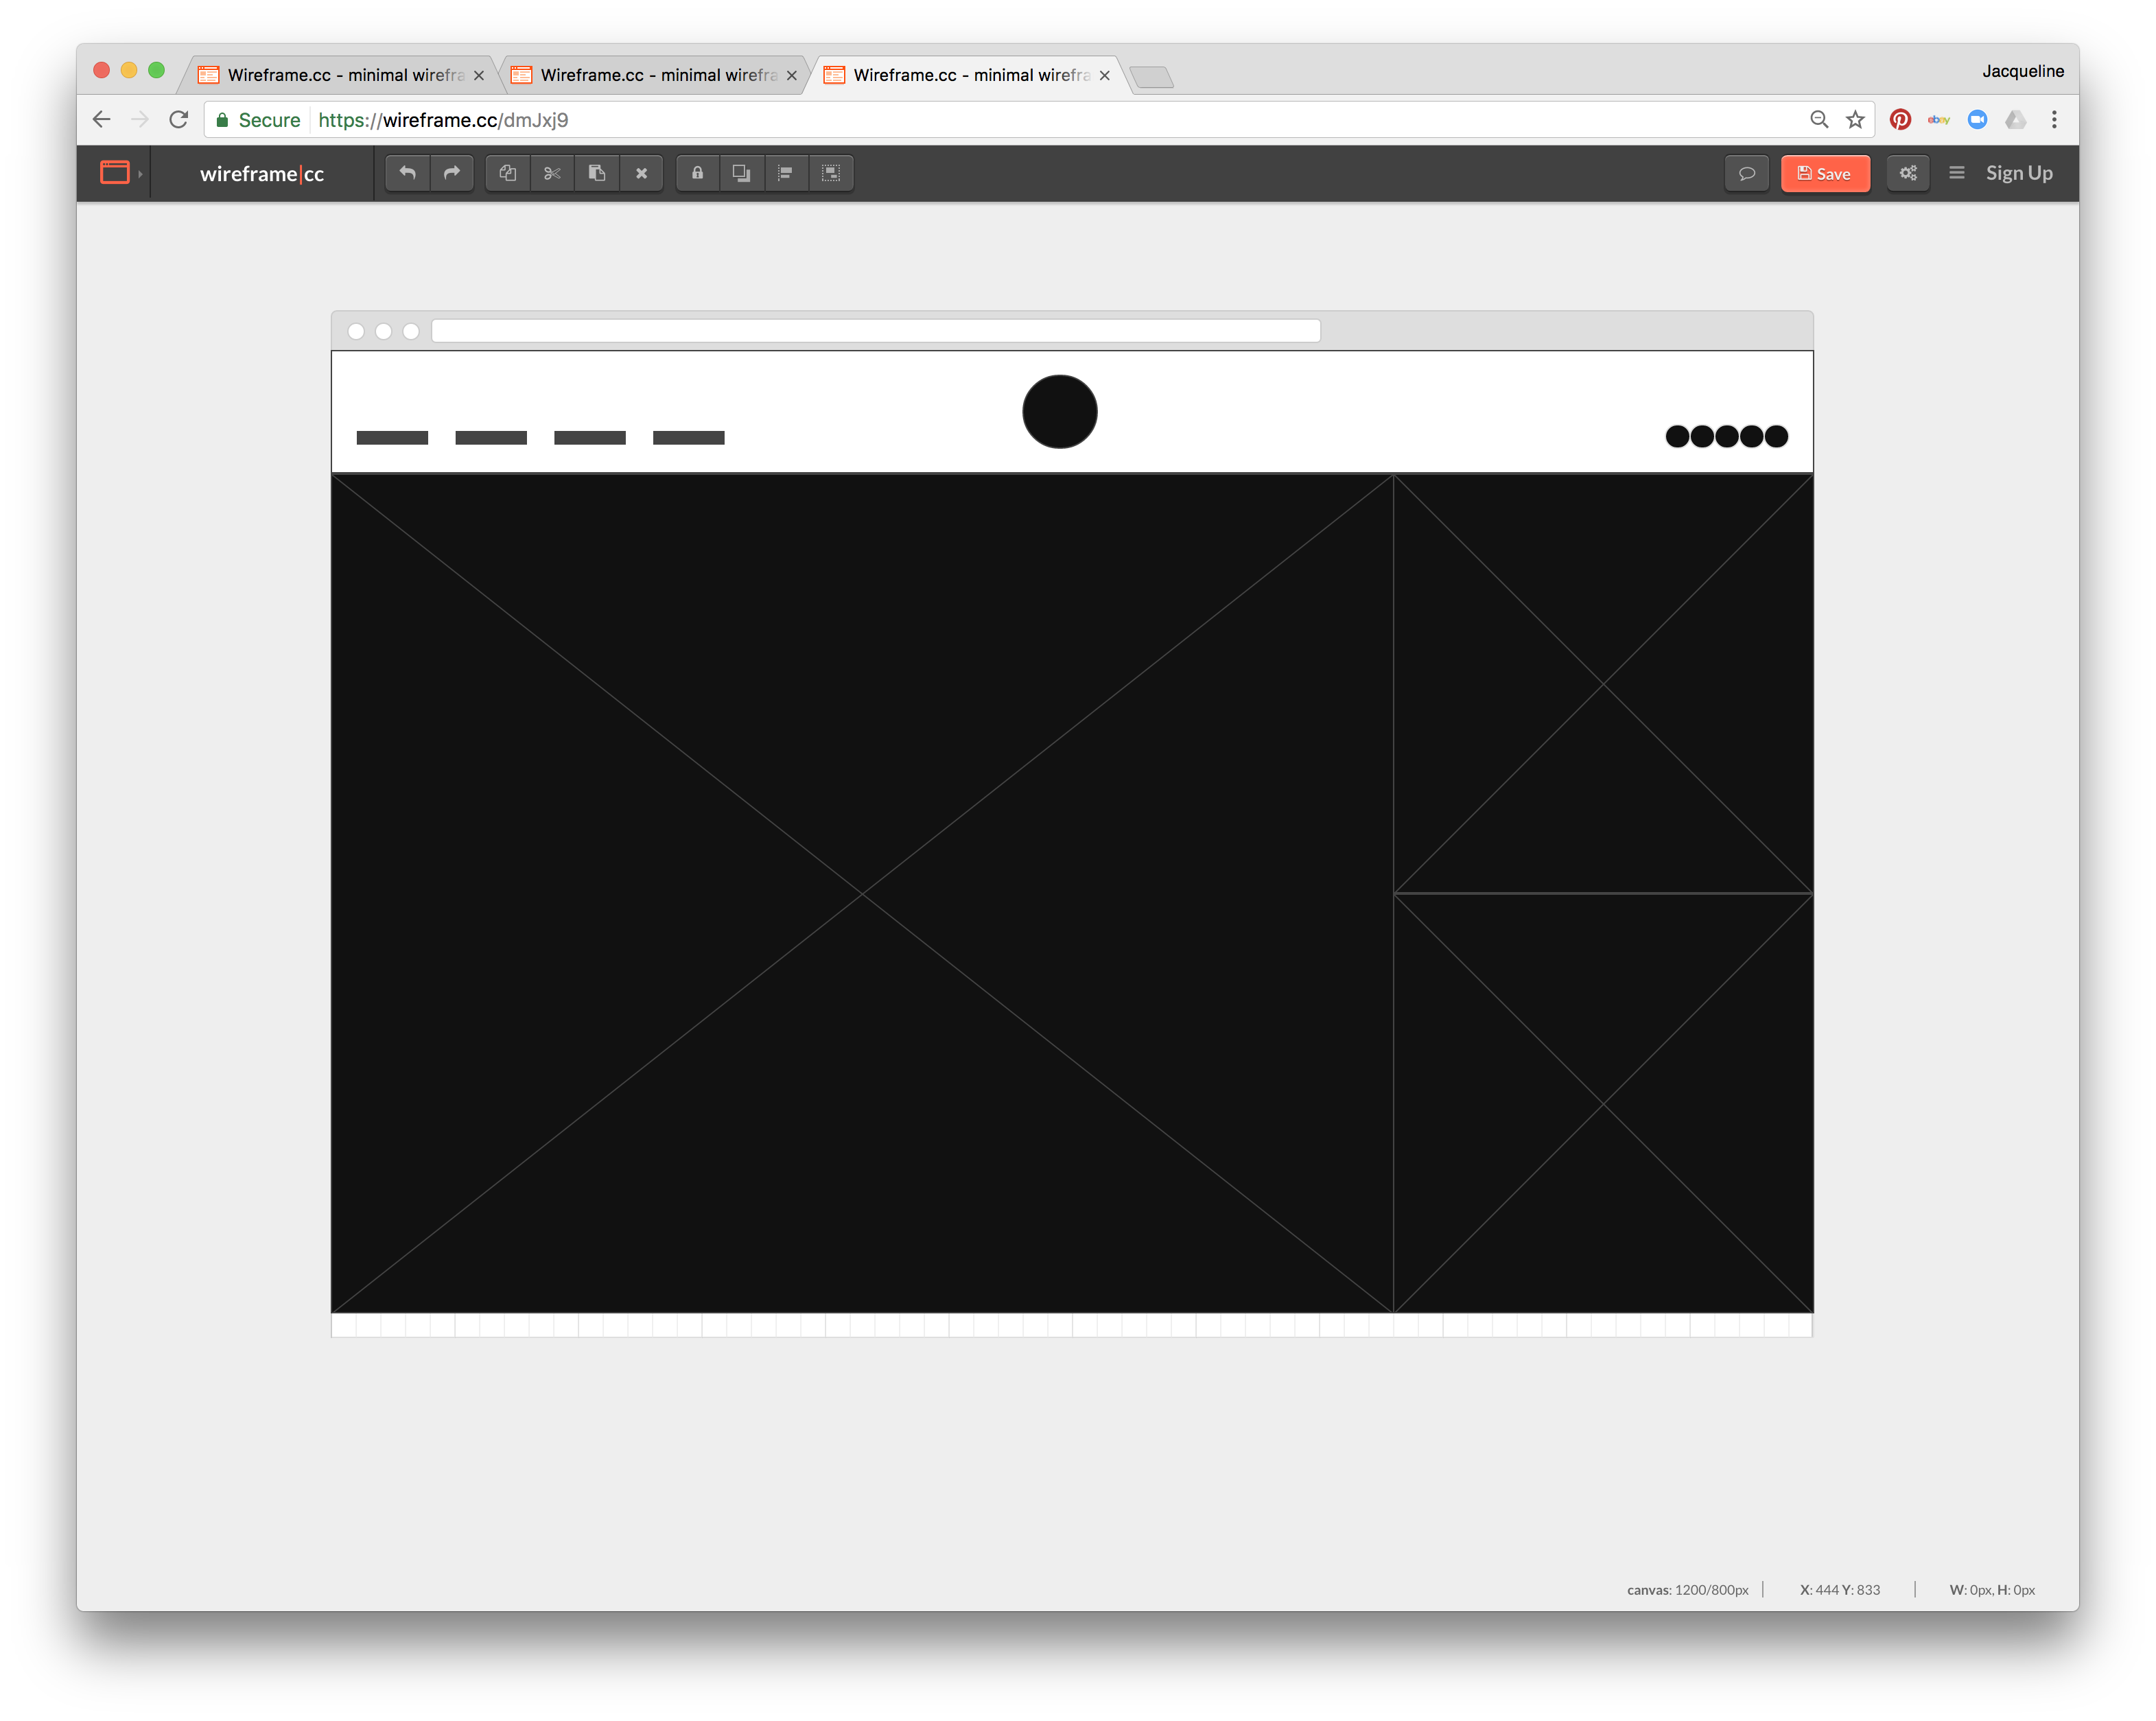 Wireframe.cc - minimal wirefra
Wireframe.cc - minimal wirefra
Wireframe.cc - minimal wirefra
Jacqueline
Secure
https://wireframe.cc/dmJxj9
ebay
wireframe|cc
Save
Sign Up
canvas: 1200/800px
X: 444 Y: 833
W: 0px, H: 0px